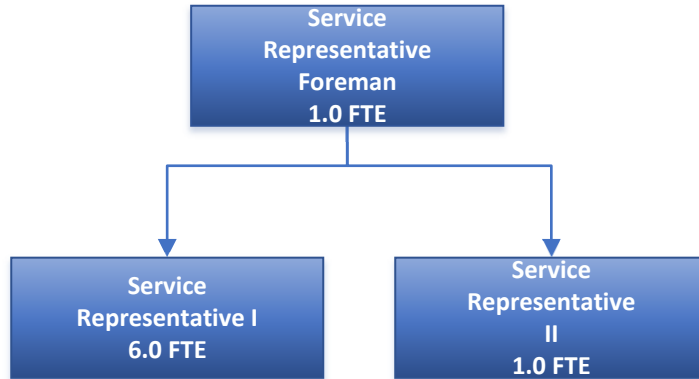 Service
Representative
Foreman
1.0 FTE
Service
Representative I
6.0 FTE
Service
Representative
II
1.0 FTE